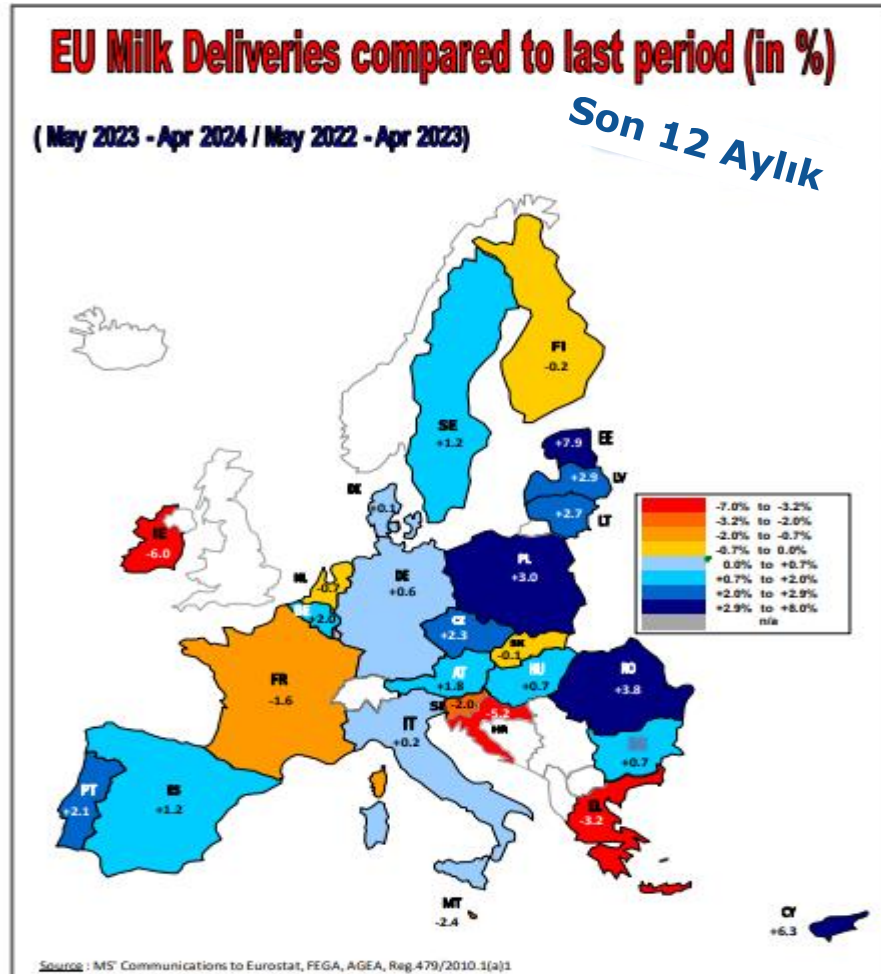 EU Milk Deliveries compared to last period (in %)
Son 12 Aylık
( May 2023 - Apr 2024 / May 2022 - Apr 2023)
FI
-0.2
SE
+1.2
EE
+7.9
LV
+2.9
LT
+2.7
+0.1
IE
-6.0
NL
-0.7
BE
+2.0
DE
+0.6
PL
+3.0
CZ
+2.3
SK
-0.1
AT
+1.8
HU
+0.7
RO
+3.8
FR
-1.6
SI
-2.0
-5.2
HR
IT
+0.2
BG
+0.7
PT
+2.1
ES
+1.2
EL
-3.2
MT
-2.4
CY
+6.3
-7.0% to -3.2%
-3.2% to -2.0%
-2.0% to -0.7%
-0.7% to 0.0%
0.0% to +0.7%
+0.7% to +2.0%
+2.0% to +2.9%
+2.9% to +8.0%
n/a
Source : MS' Communications to Eurostat, FEGA, AGEA, Reg.479/2010.1(a)1